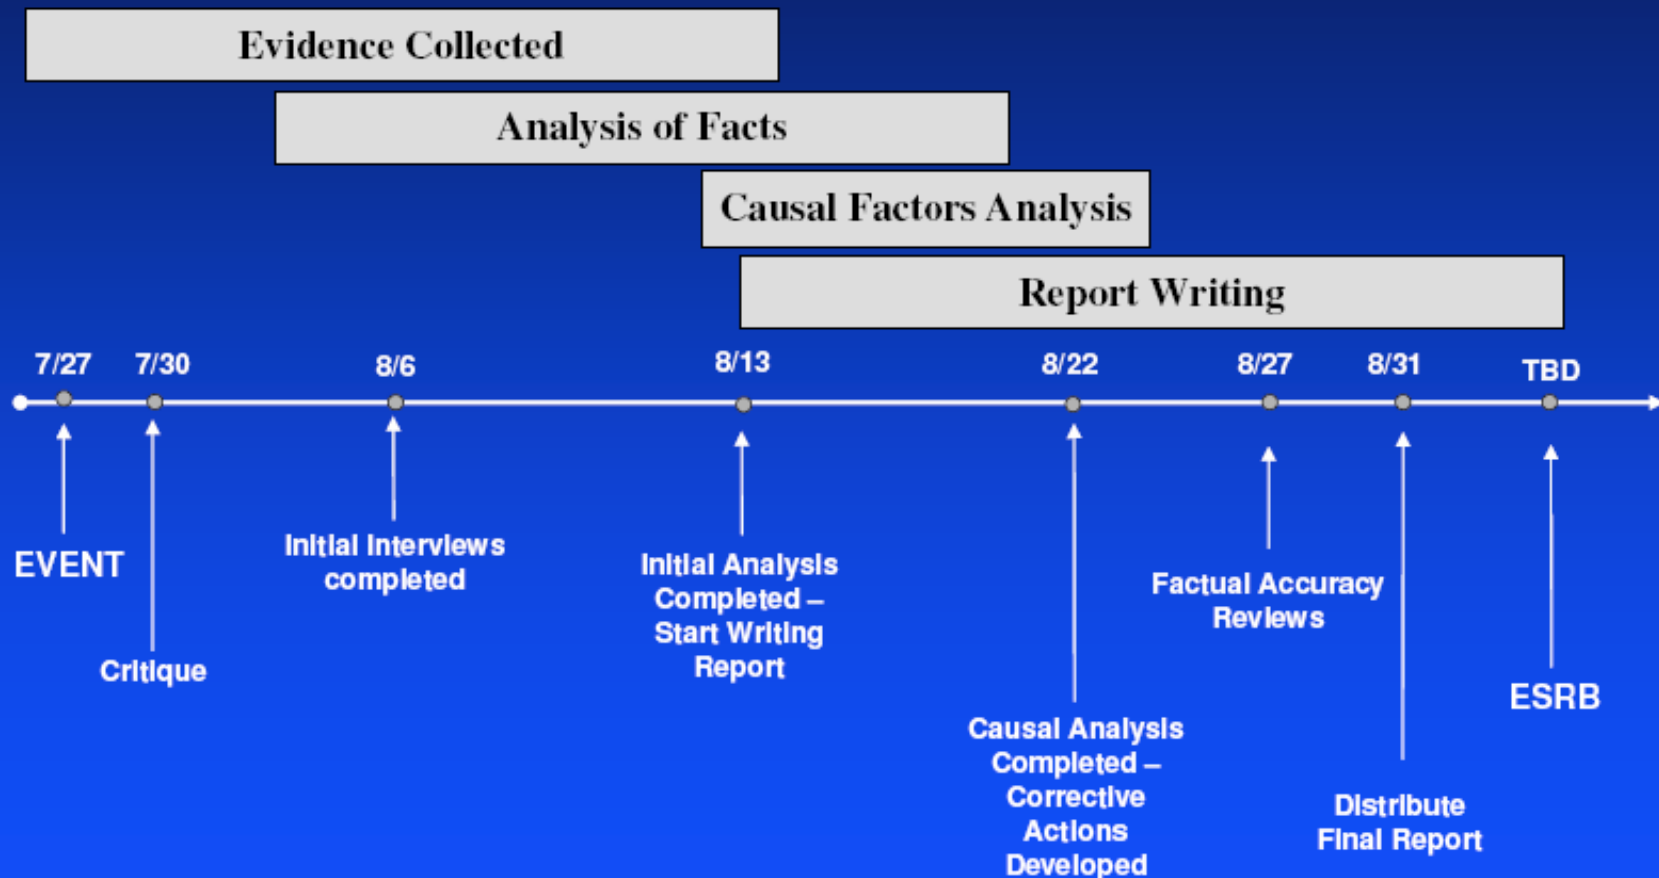 Evidence Collected
Analysis of Facts
Causal Factors Analysis
Report Writing
7/27
7/30
8/6
8/13
8/22
8/27
8/31
TBD
EVENT
Critique
Initial Interviews
completed
Initial Analysis
Completed –
Start Writing
Report
Causal Analysis
Completed –
Corrective
Actions
Developed
Factual Accuracy
Reviews
Distribute
Final Report
ESRB